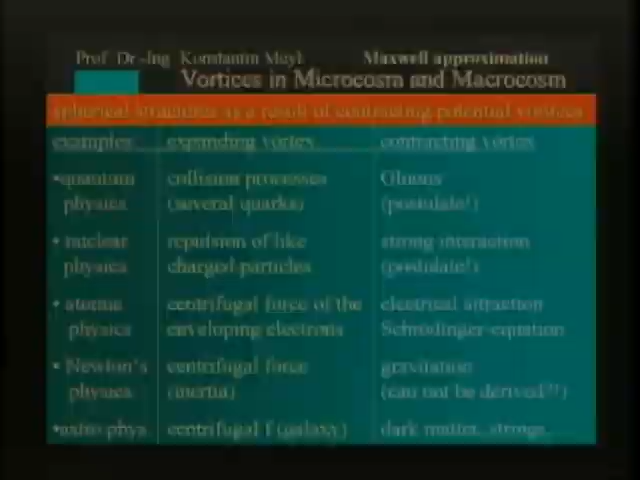 Prof Dr-Ing Konstantin Meyl Maxwell approximation
Vortices in Microcosm and Macrocosm
spherical structures as a result of contracting potential vortices
examples expanding vortex contracting vortex
•quantum collision processes Gluons
physics (several quarks) (postulate!)
• nuclear repulsion of like strong interaction
physics charged particles (postulate!)
• atomic centrifugal force of the electrical attraction
physics enveloping electrons Schrödinger-equation
• Newton's centrifugal force gravitation
physics (inertia) (can not be derived?!)
•astro phys centrifugal f (galaxy) dark matter, strings